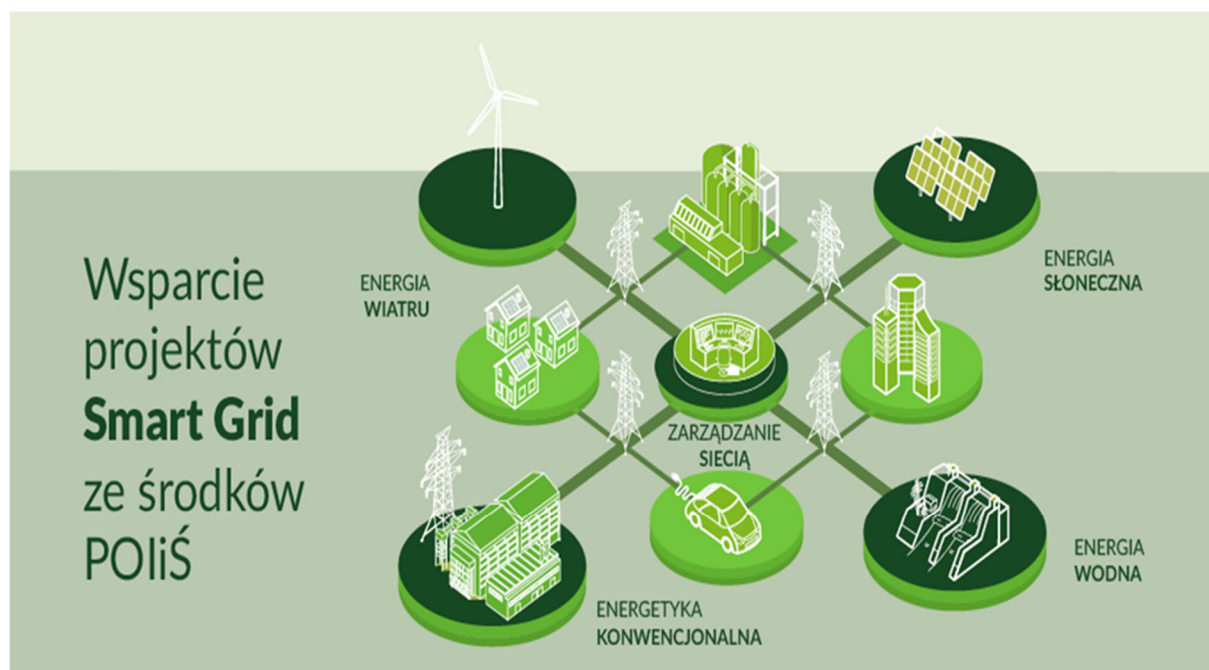 Wsparcie
projektów
Smart Grid
ze środków
POIiŚ
ENERGIA
WIATRU
ENERGIA
SŁONECZNA
ZARZĄDZANIE
SIECIĄ
ENERGETYKA
KONWENCJONALNA
ENERGIA
WODNA